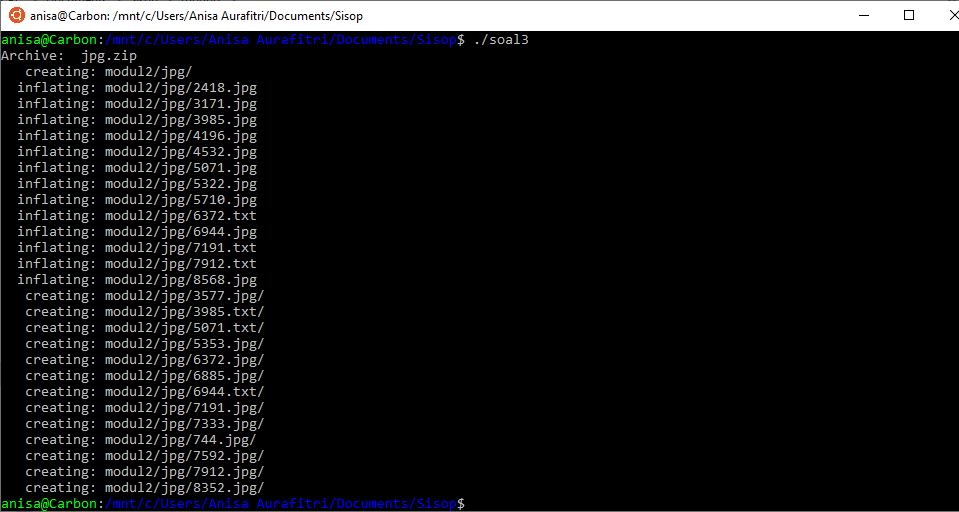 anisa@Carbon: /mnt/c/Users/Anisa Aurafitri/Documents/Sisop
anisa@Carbon:/mnt/c/Users/Anisa Aurafitri/Documents/Sisop$ ./soal3
Archive:  jpg.zip
   creating: modul2/jpg/
  inflating: modul2/jpg/2418.jpg
  inflating: modul2/jpg/3171.jpg
  inflating: modul2/jpg/3985.jpg
  inflating: modul2/jpg/4196.jpg
  inflating: modul2/jpg/4532.jpg
  inflating: modul2/jpg/5071.jpg
  inflating: modul2/jpg/5322.jpg
  inflating: modul2/jpg/5710.jpg
  inflating: modul2/jpg/6372.txt
  inflating: modul2/jpg/6944.jpg
  inflating: modul2/jpg/7191.txt
  inflating: modul2/jpg/7912.txt
  inflating: modul2/jpg/8568.jpg
   creating: modul2/jpg/3577.jpg/
   creating: modul2/jpg/3985.txt/
   creating: modul2/jpg/5071.txt/
   creating: modul2/jpg/5353.jpg/
   creating: modul2/jpg/6372.jpg/
   creating: modul2/jpg/6885.jpg/
   creating: modul2/jpg/6944.txt/
   creating: modul2/jpg/7191.jpg/
   creating: modul2/jpg/7333.jpg/
   creating: modul2/jpg/744.jpg/
   creating: modul2/jpg/7592.jpg/
   creating: modul2/jpg/7912.jpg/
   creating: modul2/jpg/8352.jpg/
anisa@Carbon:/mnt/c/Users/Anisa Aurafitri/Documents/Sisop$